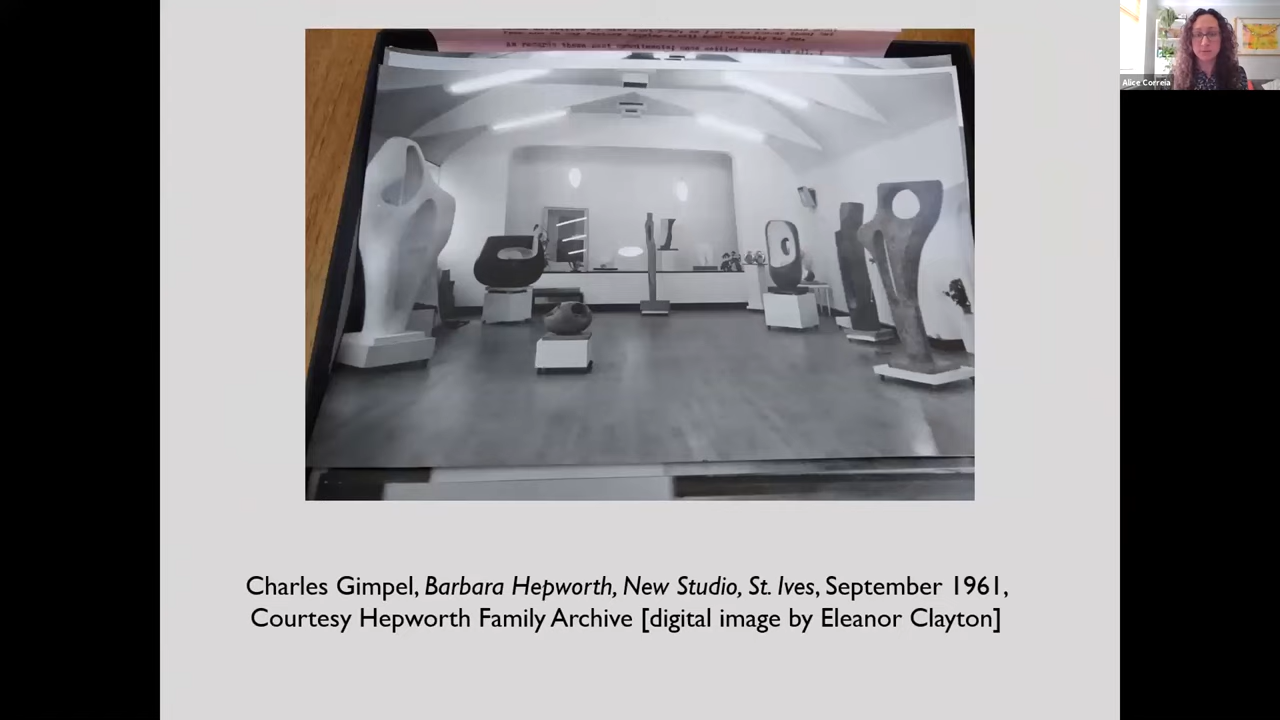 Alice Correia
Charles Gimpel, Barbara Hepworth, New Studio, St. Ives, September 1961,
Courtesy Hepworth Family Archive [digital image by Eleanor Clayton]